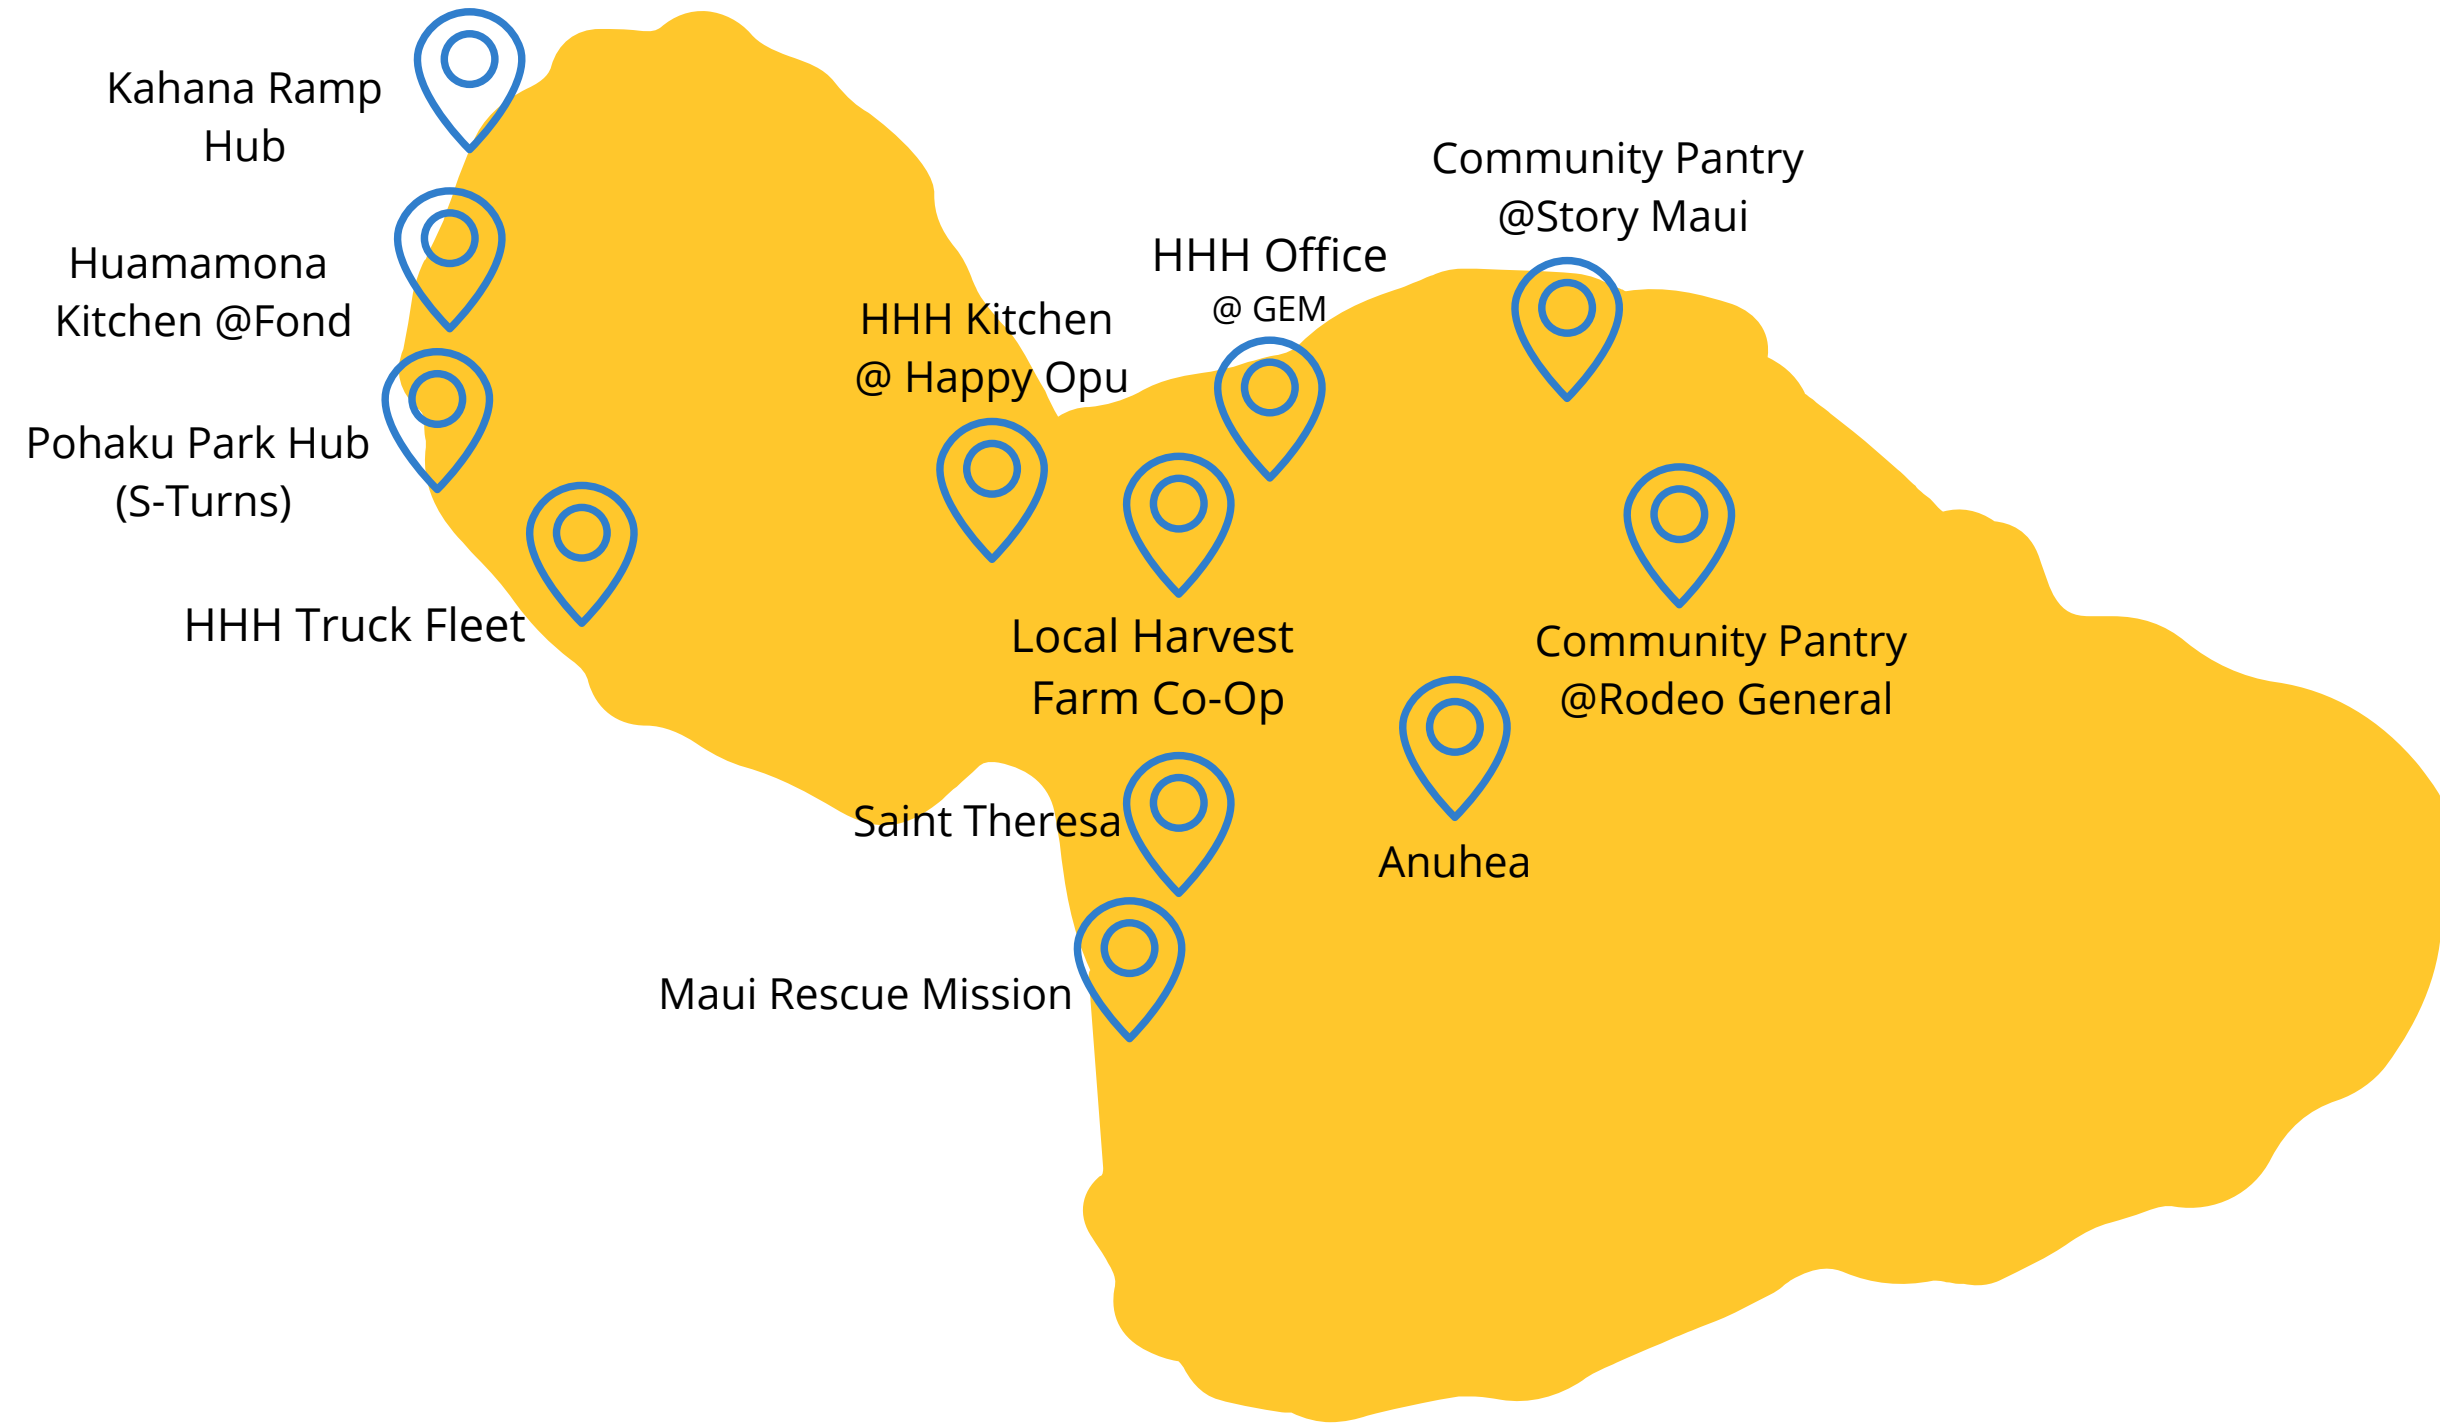 Kahana Ramp
Hub
Huamamona
Kitchen @Fond
Pohaku Park Hub
(S-Turns)
HHH Truck Fleet
HHH Kitchen
@ Happy Opu
HHH Office
@ GEM
Community Pantry
@Story Maui
Local Harvest
Farm Co-Op
Community Pantry
@Rodeo General
Saint Theresa
Anuhea
Maui Rescue Mission